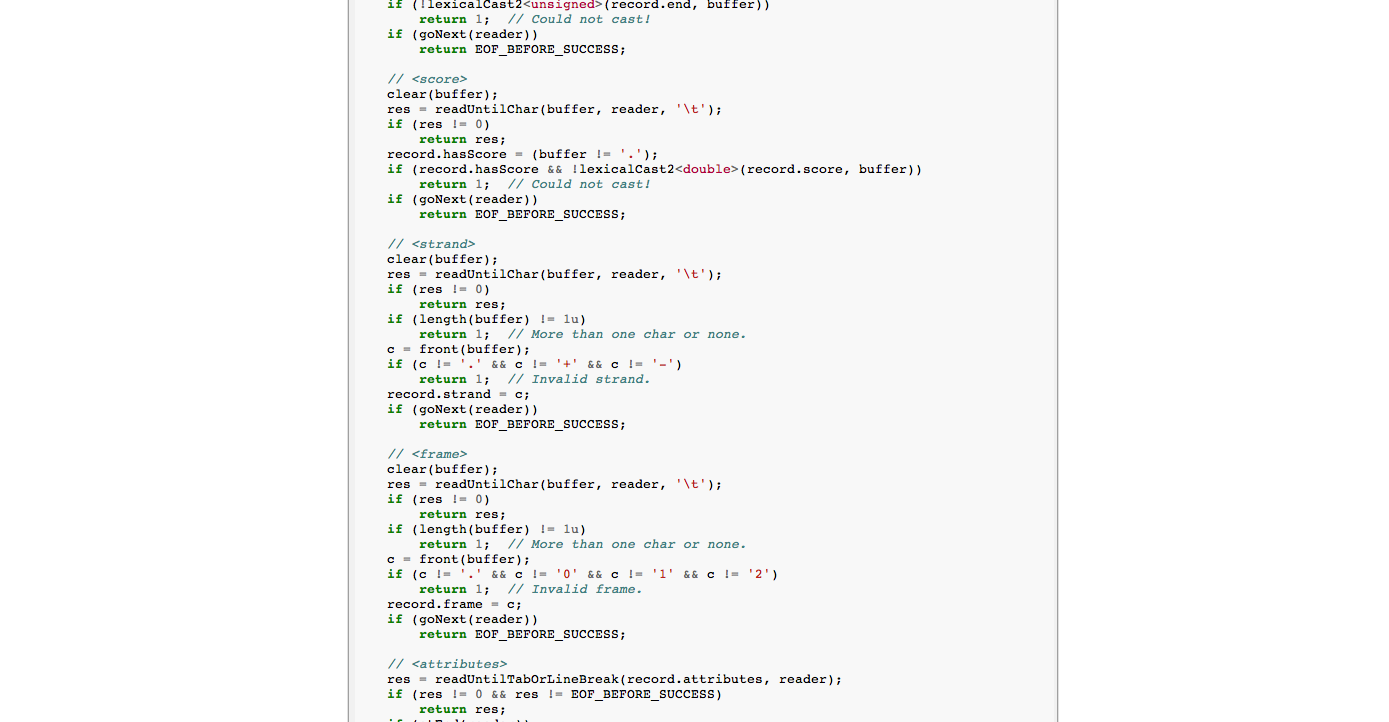 if (!lexicalCast2<unsigned>(record.end, buffer))
    return 1;  // Could not cast!
if (goNext(reader))
    return EOF_BEFORE_SUCCESS;

// <score>
clear(buffer);
res = readUntilChar(buffer, reader, '\t');
if (res != 0)
    return res;
record.hasScore = (buffer != '.');
if (record.hasScore && !lexicalCast2<double>(record.score, buffer))
    return 1;  // Could not cast!
if (goNext(reader))
    return EOF_BEFORE_SUCCESS;

// <strand>
clear(buffer);
res = readUntilChar(buffer, reader, '\t');
if (res != 0)
    return res;
if (length(buffer) != 1u)
    return 1;  // More than one char or none.
c = front(buffer);
if (c != '.' && c != '+' && c != '-')
    return 1;  // Invalid strand.
record.strand = c;
if (goNext(reader))
    return EOF_BEFORE_SUCCESS;

// <frame>
clear(buffer);
res = readUntilChar(buffer, reader, '\t');
if (res != 0)
    return res;
if (length(buffer) != 1u)
    return 1;  // More than one char or none.
c = front(buffer);
if (c != '.' && c != '0' && c != '1' && c != '2')
    return 1;  // Invalid frame.
record.frame = c;
if (goNext(reader))
    return EOF_BEFORE_SUCCESS;

// <attributes>
res = readUntilTabOrLineBreak(record.attributes, reader);
if (res != 0 && res != EOF_BEFORE_SUCCESS)
    return res;